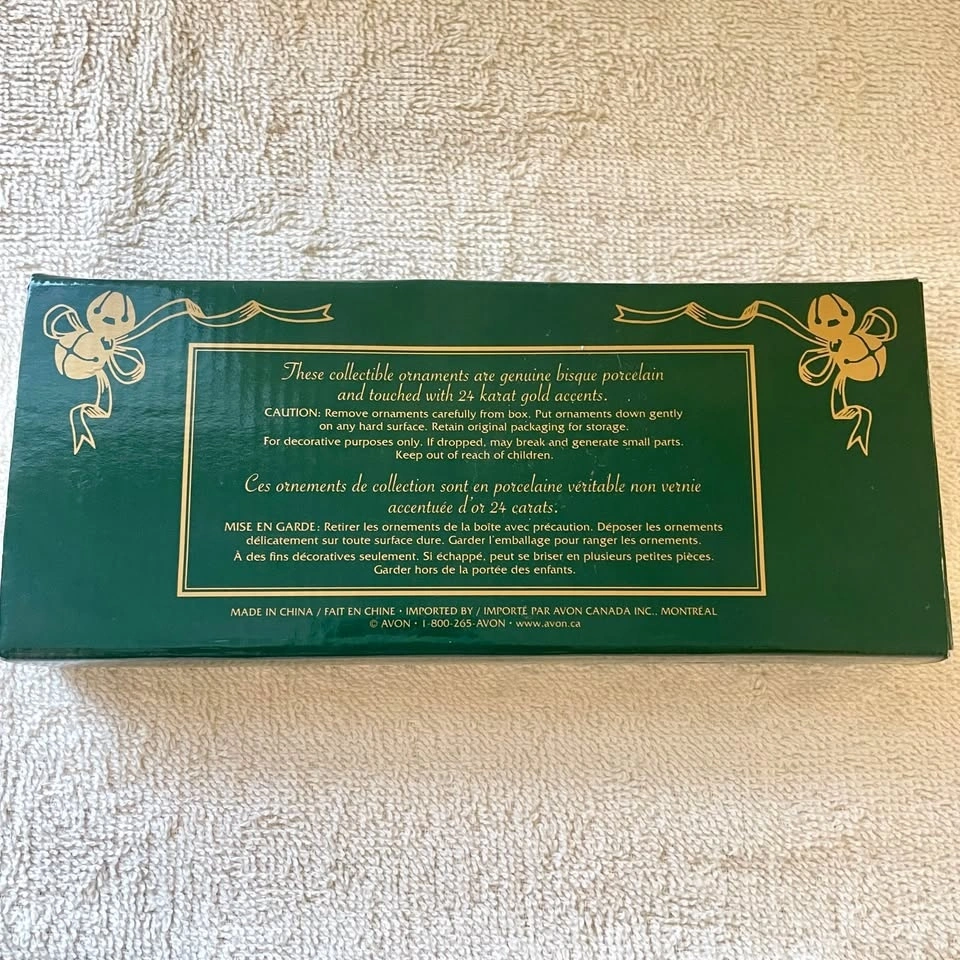 These collectible ornaments are genuine bisque porcelain
and touched with 24 karat gold accents.
CAUTION: Remove ornaments carefully from box. Put ornaments down gently
on any hard surface. Retain original packaging for storage.
For decorative purposes only. If dropped, may break and generate small parts.
Keep out of reach of children.
Ces ornements de collection sont en porcelaine véritable non vernie
accentuée d'or 24 carats.
MISE EN GARDE: Retirer les ornements de la boîte avec précaution. Déposer les ornements
délicatement sur toute surface dure. Garder l'emballage pour ranger les ornements.
À des fins décoratives seulement. Si échappé, peut se briser en plusieurs petites pièces.
Garder hors de la portée des enfants.
MADE IN CHINA / FAIT EN CHINE • IMPORTED BY / IMPORTÉ PAR AVON CANADA INC., MONTRÉAL
© AVON • 1-800-265-AVON • www.avon.ca